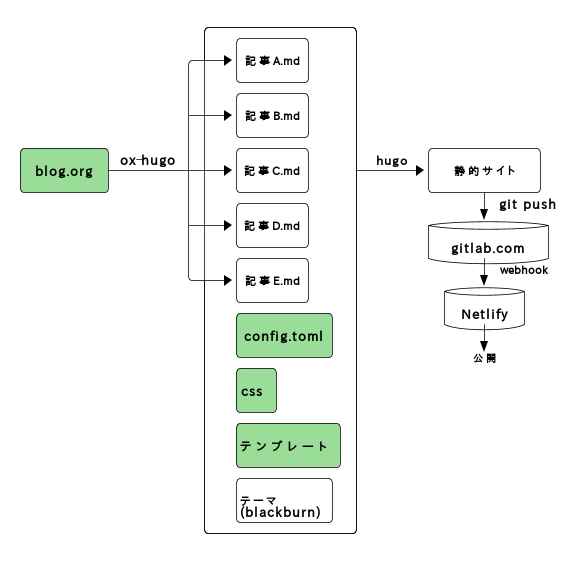 blog.org
ox-hugo
記事A.md
記事B.md
記事C.md
記事D.md
記事E.md
config.toml
css
テンプレート
テーマ
(blackburn)
hugo
静的サイト
git push
gitlab.com
webhook
Netlify
公開